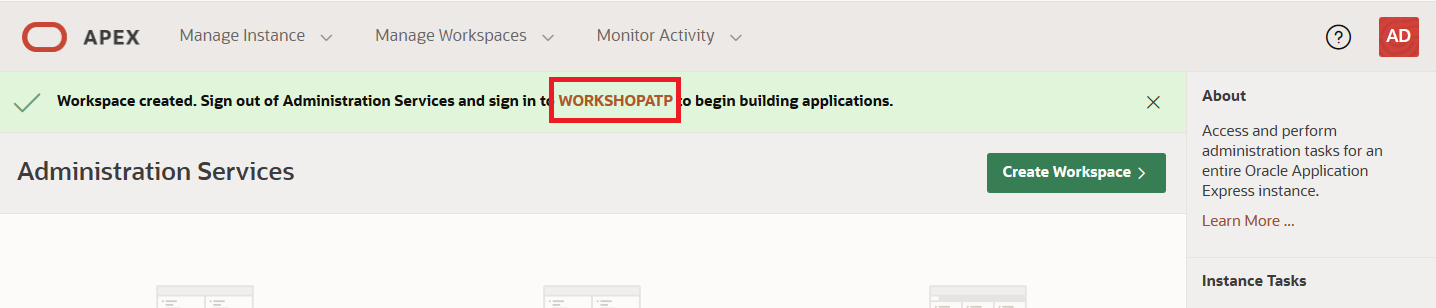 APEX Manage Instance Manage Workspaces Monitor Activity ? AD
Workspace created. Sign out of Administration Services and sign in to WORKSHOPATP to begin building applications.
Administration Services
Create Workspace
About
Access and perform
administration tasks for an
entire Oracle Application
Express instance.
Learn More ...
Instance Tasks